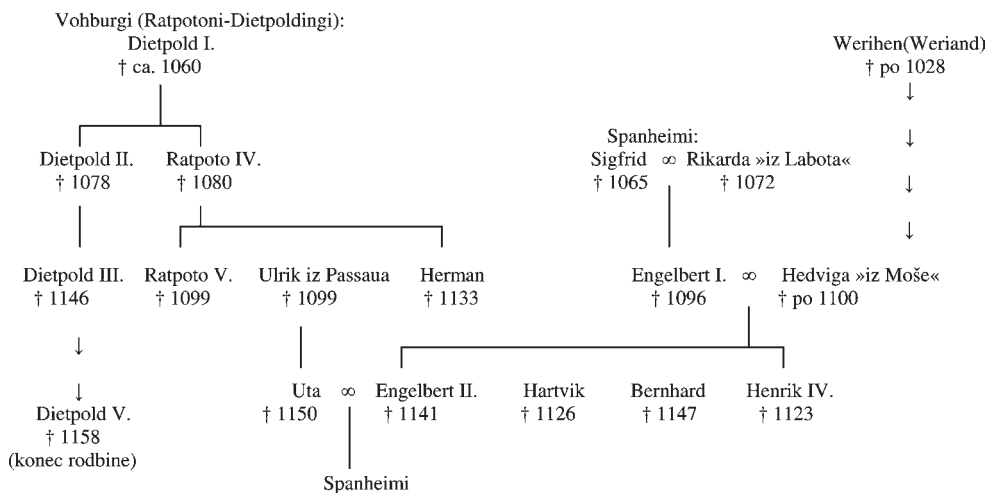 Vohburgi (Ratpotoni-Dietpoldingi):
Dietpold I.
† ca. 1060
Werihen(Weriand)
† po 1028
↓
↓
Spanheimi:
Dietpold II. Ratpoto IV. Sigfrid ∞ Rikarda »iz Labota«
† 1078 † 1080 † 1065 † 1072
↓
↓
Dietpold III. Ratpoto V. Ulrik iz Passaua Herman Engelbert I. ∞ Hedviga »iz Moše«
† 1146 † 1099 † 1099 † 1133 † 1096 † po 1100
↓
↓ Uta ∞ Engelbert II. Hartvik Bernhard Henrik IV.
† 1150 † 1141 † 1126 † 1147 † 1123
Dietpold V.
† 1158
(konec rodbine)
Spanheimi